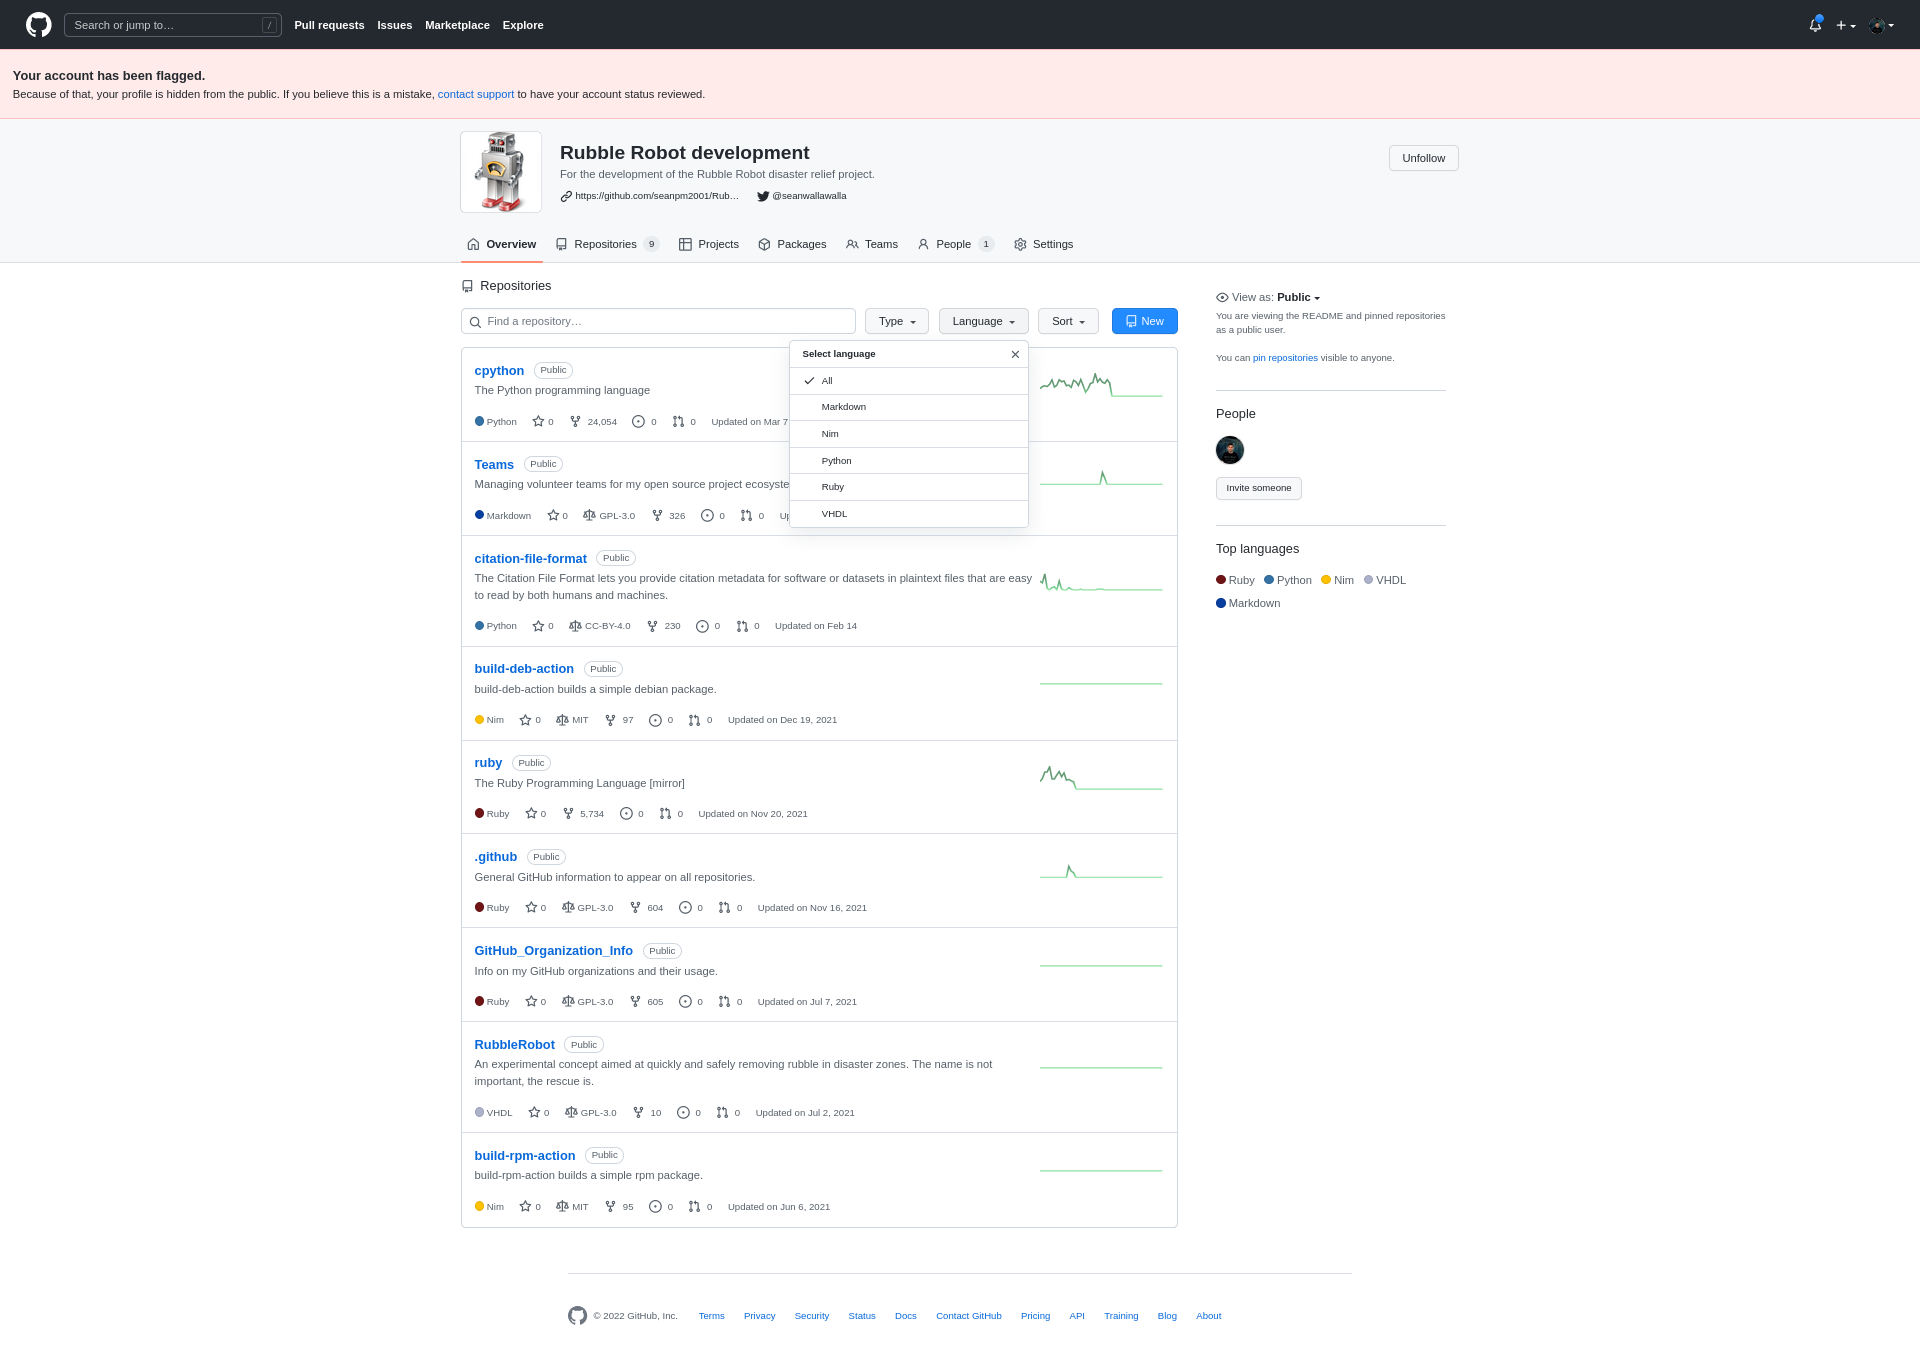 Search or jump to…
/
Pull requests Issues Marketplace Explore
Your account has been flagged.
Because of that, your profile is hidden from the public. If you believe this is a mistake, contact support to have your account status reviewed.
Rubble Robot development
For the development of the Rubble Robot disaster relief project.
https://github.com/seanpm2001/Rub… @seanwallawalla
Unfollow
Overview Repositories 9 Projects Packages Teams People 1 Settings
Repositories
Find a repository…
Type Language Sort New
Select language
All
Markdown
Nim
Python
Ruby
VHDL
cpython Public
The Python programming language
Python 0 24,054 0 0 Updated on Mar 7
Teams Public
Managing volunteer teams for my open source project ecosyste
Markdown 0 GPL-3.0 326 0 0 Up
citation-file-format Public
The Citation File Format lets you provide citation metadata for software or datasets in plaintext files that are easy
to read by both humans and machines.
Python 0 CC-BY-4.0 230 0 0 Updated on Feb 14
build-deb-action Public
build-deb-action builds a simple debian package.
Nim 0 MIT 97 0 0 Updated on Dec 19, 2021
ruby Public
The Ruby Programming Language [mirror]
Ruby 0 5,734 0 0 Updated on Nov 20, 2021
.github Public
General GitHub information to appear on all repositories.
Ruby 0 GPL-3.0 604 0 0 Updated on Nov 16, 2021
GitHub_Organization_Info Public
Info on my GitHub organizations and their usage.
Ruby 0 GPL-3.0 605 0 0 Updated on Jul 7, 2021
RubbleRobot Public
An experimental concept aimed at quickly and safely removing rubble in disaster zones. The name is not
important, the rescue is.
VHDL 0 GPL-3.0 10 0 0 Updated on Jul 2, 2021
build-rpm-action Public
build-rpm-action builds a simple rpm package.
Nim 0 MIT 95 0 0 Updated on Jun 6, 2021
View as: Public
You are viewing the README and pinned repositories
as a public user.
You can pin repositories visible to anyone.
People
Invite someone
Top languages
Ruby Python Nim VHDL
Markdown
© 2022 GitHub, Inc. Terms Privacy Security Status Docs Contact GitHub Pricing API Training Blog About